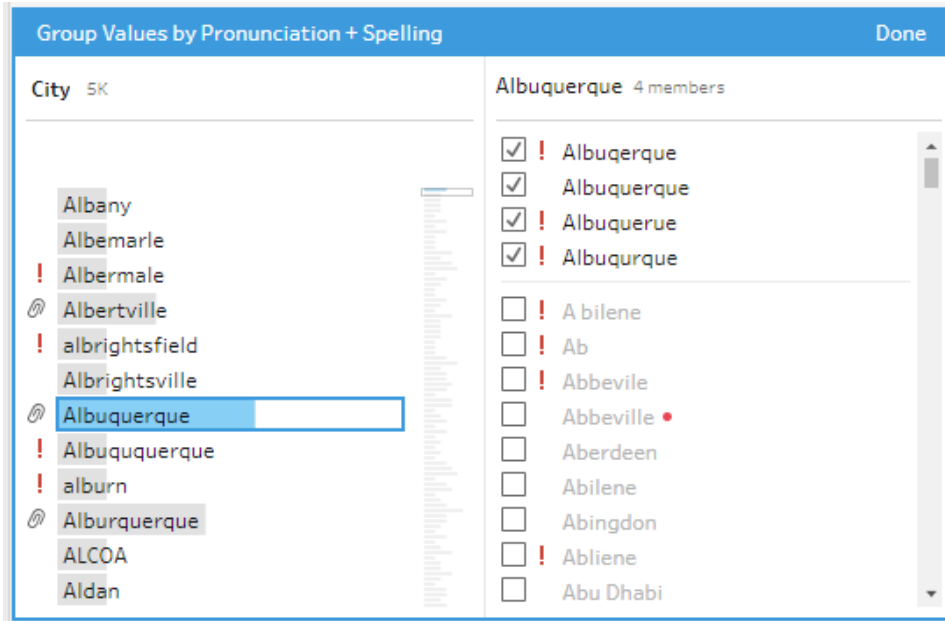 Group Values by Pronunciation + Spelling Done
City 5K
Albany
Albemarle
! Albermale
Albertville
! albrightsfield
Albrightsville
Albuquerque
! Albuququerque
! alburn
Alburquerque
ALCOA
Aldan
Albuquerque 4 members
! Albuqerque
Albuquerque
! Albuquerue
! Albuqurque
! A bilene
! Ab
! Abbevile
Abbeville
Aberdeen
Abilene
Abingdon
! Abliene
Abu Dhabi